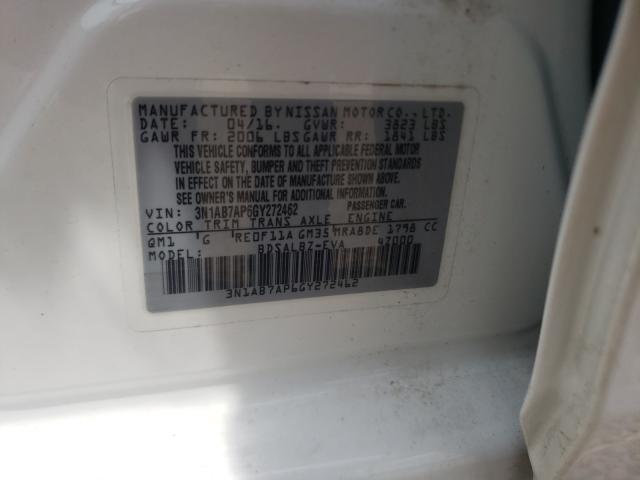 MANUFACTURED BY NISSAN MOTOR CO., LTD.
DATE: 04/16 GVWR: 3823 LBS
GAWR FR: 2006 LBS GAWR RR: 1841 LBS
THIS VEHICLE CONFORMS TO ALL APPLICABLE FEDERAL MOTOR
VEHICLE SAFETY, BUMPER, AND THEFT PREVENTION STANDARDS
IN EFFECT ON THE DATE OF MANUFACTURE SHOWN ABOVE.
SEE OWNER'S MANUAL FOR ADDITIONAL INFORMATION.
VIN: 3N1AB7AP6GY272462 PASSENGER CAR
COLOR TRIM TRANS AXLE ENGINE
QM1 G RE0F11A GM35 MRA8DE 1798 CC
MODEL: BDSALBZ-EVA 47000
3N1AB7AP6GY272462